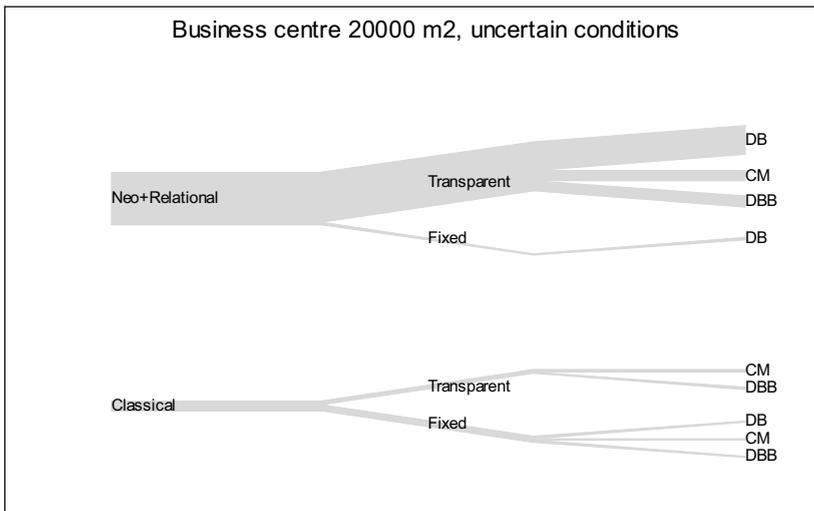 Business centre 20000 m2, uncertain conditions
DB
CM
Transparent
Neo+Relational
DBB
Fixed
DB
CM
Transparent
DBB
Classical
Fixed
DB
CM
DBB